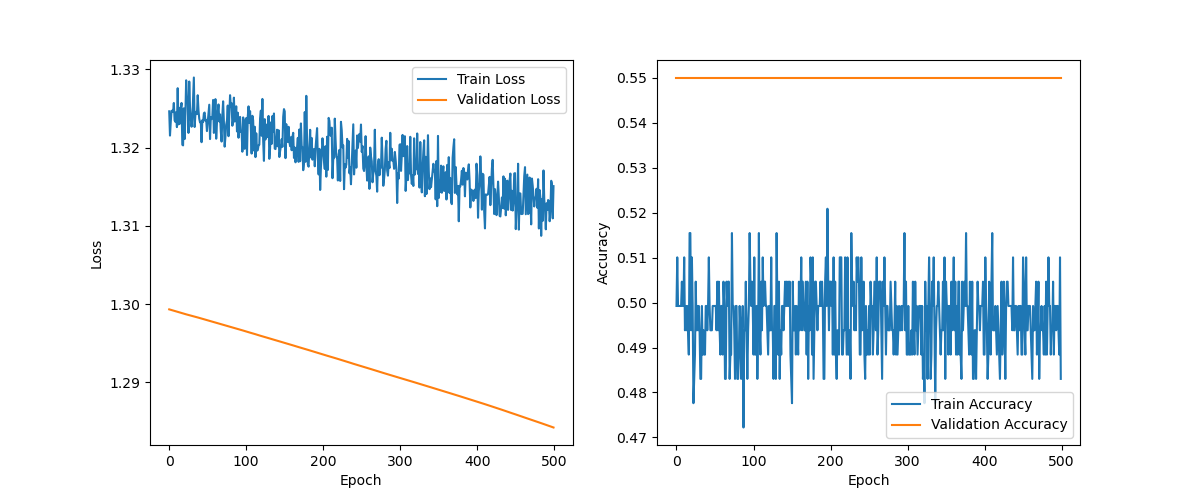 1.33
1.32
1.31
1.30
1.29
Loss
0 100 200 300 400 500
Epoch
Train Loss
Validation Loss
0.55
0.54
0.53
0.52
0.51
0.50
0.49
0.48
0.47
Accuracy
0 100 200 300 400 500
Epoch
Train Accuracy
Validation Accuracy